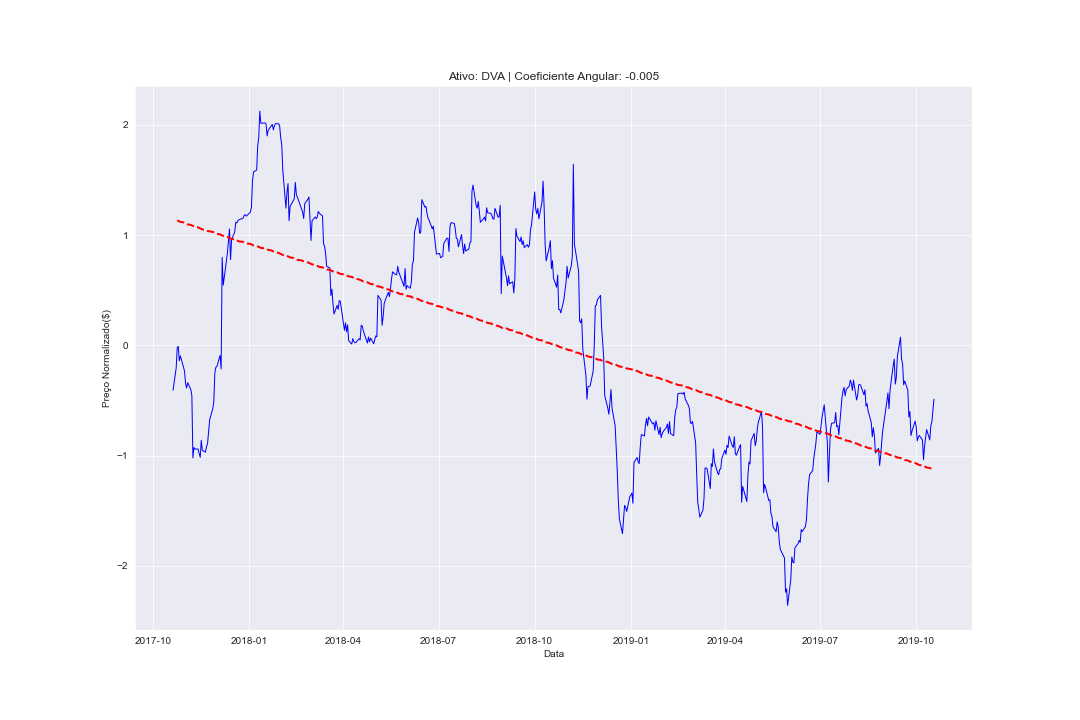 Ativo: DVA | Coeficiente Angular: -0.005
Preço Normalizado($)
2
1
0
−1
−2
2017-10 2018-01 2018-04 2018-07 2018-10 2019-01 2019-04 2019-07 2019-10
Data